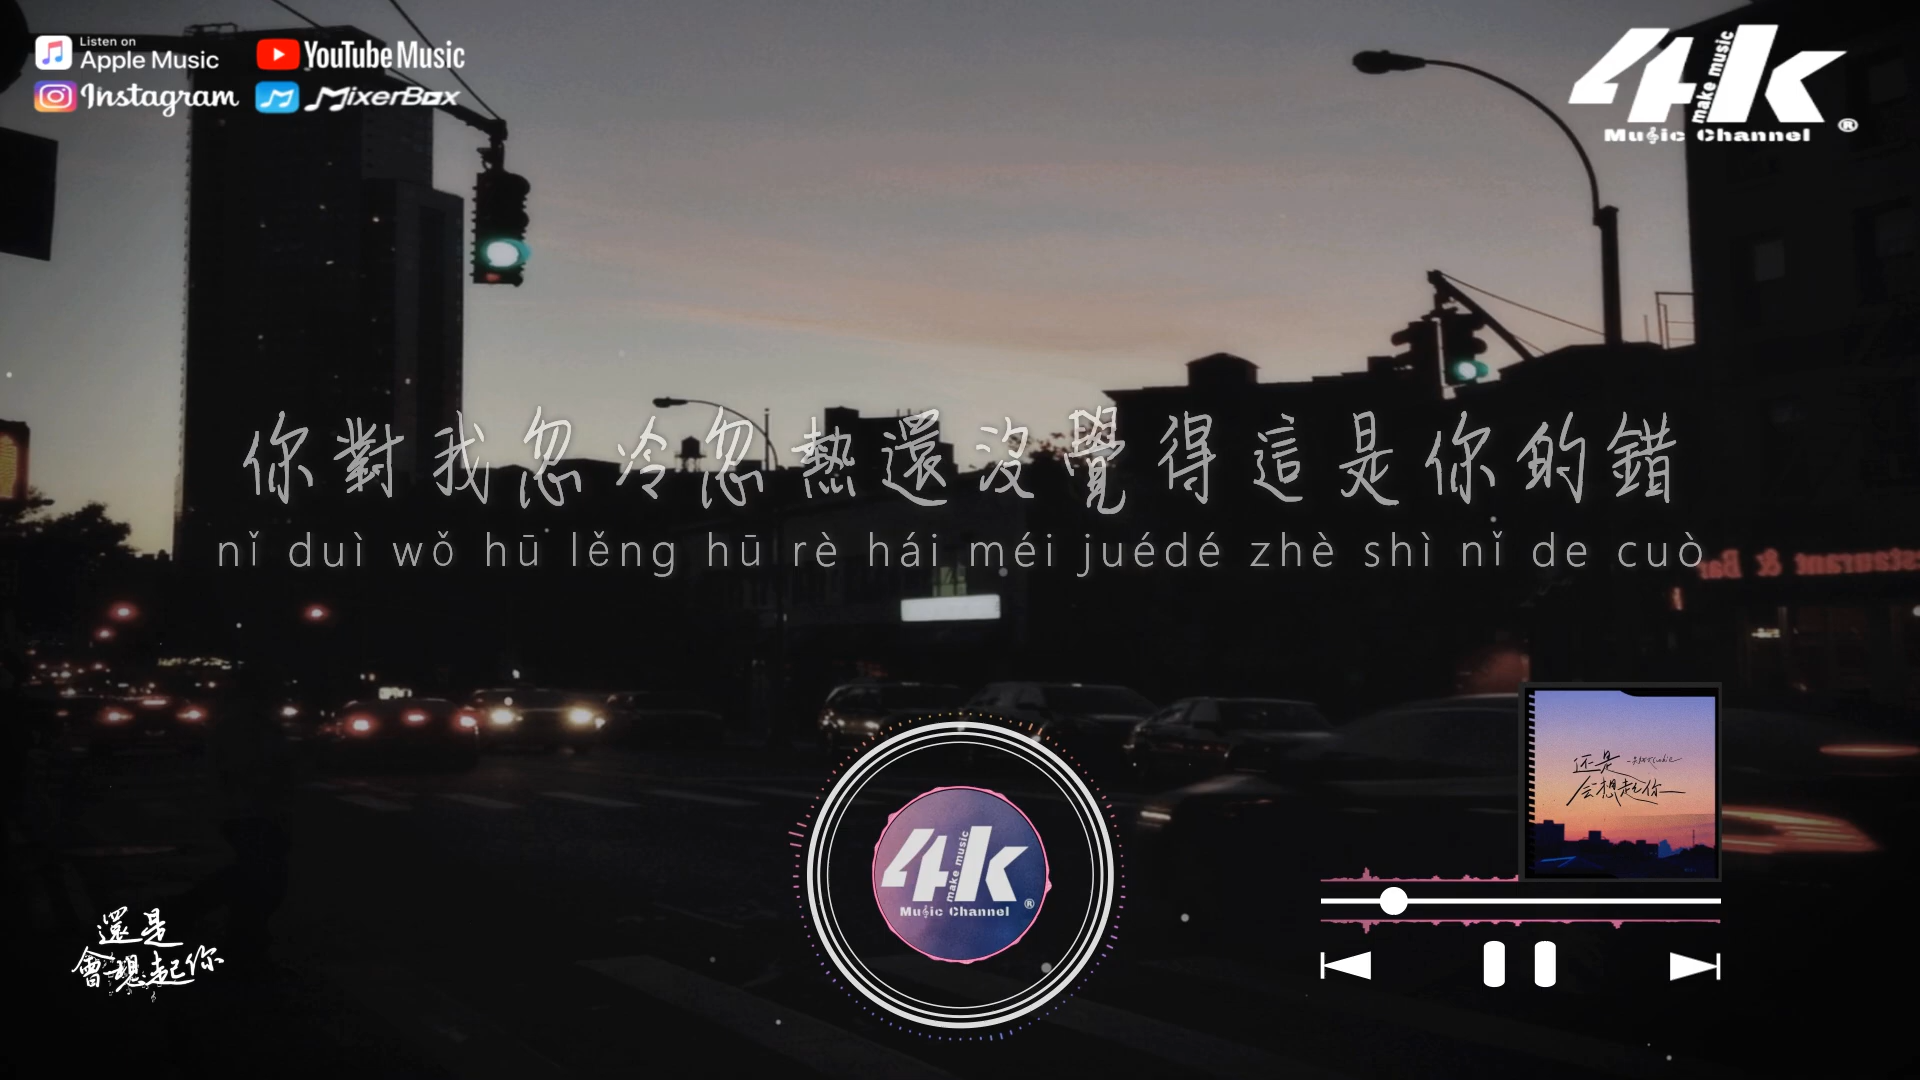 Listen on
Apple Music
YouTube Music
Instagram
MixerBox
4k
make music
Music Channel
®
你對我忽冷忽熱還沒覺得這是你的錯
nǐ duì wǒ hū lěng hū rè hái méi juédé zhè shì nǐ de cuò
staurant & Ba
还是
会想起你
4k
make music
Music Channel
®
還是
會想起你